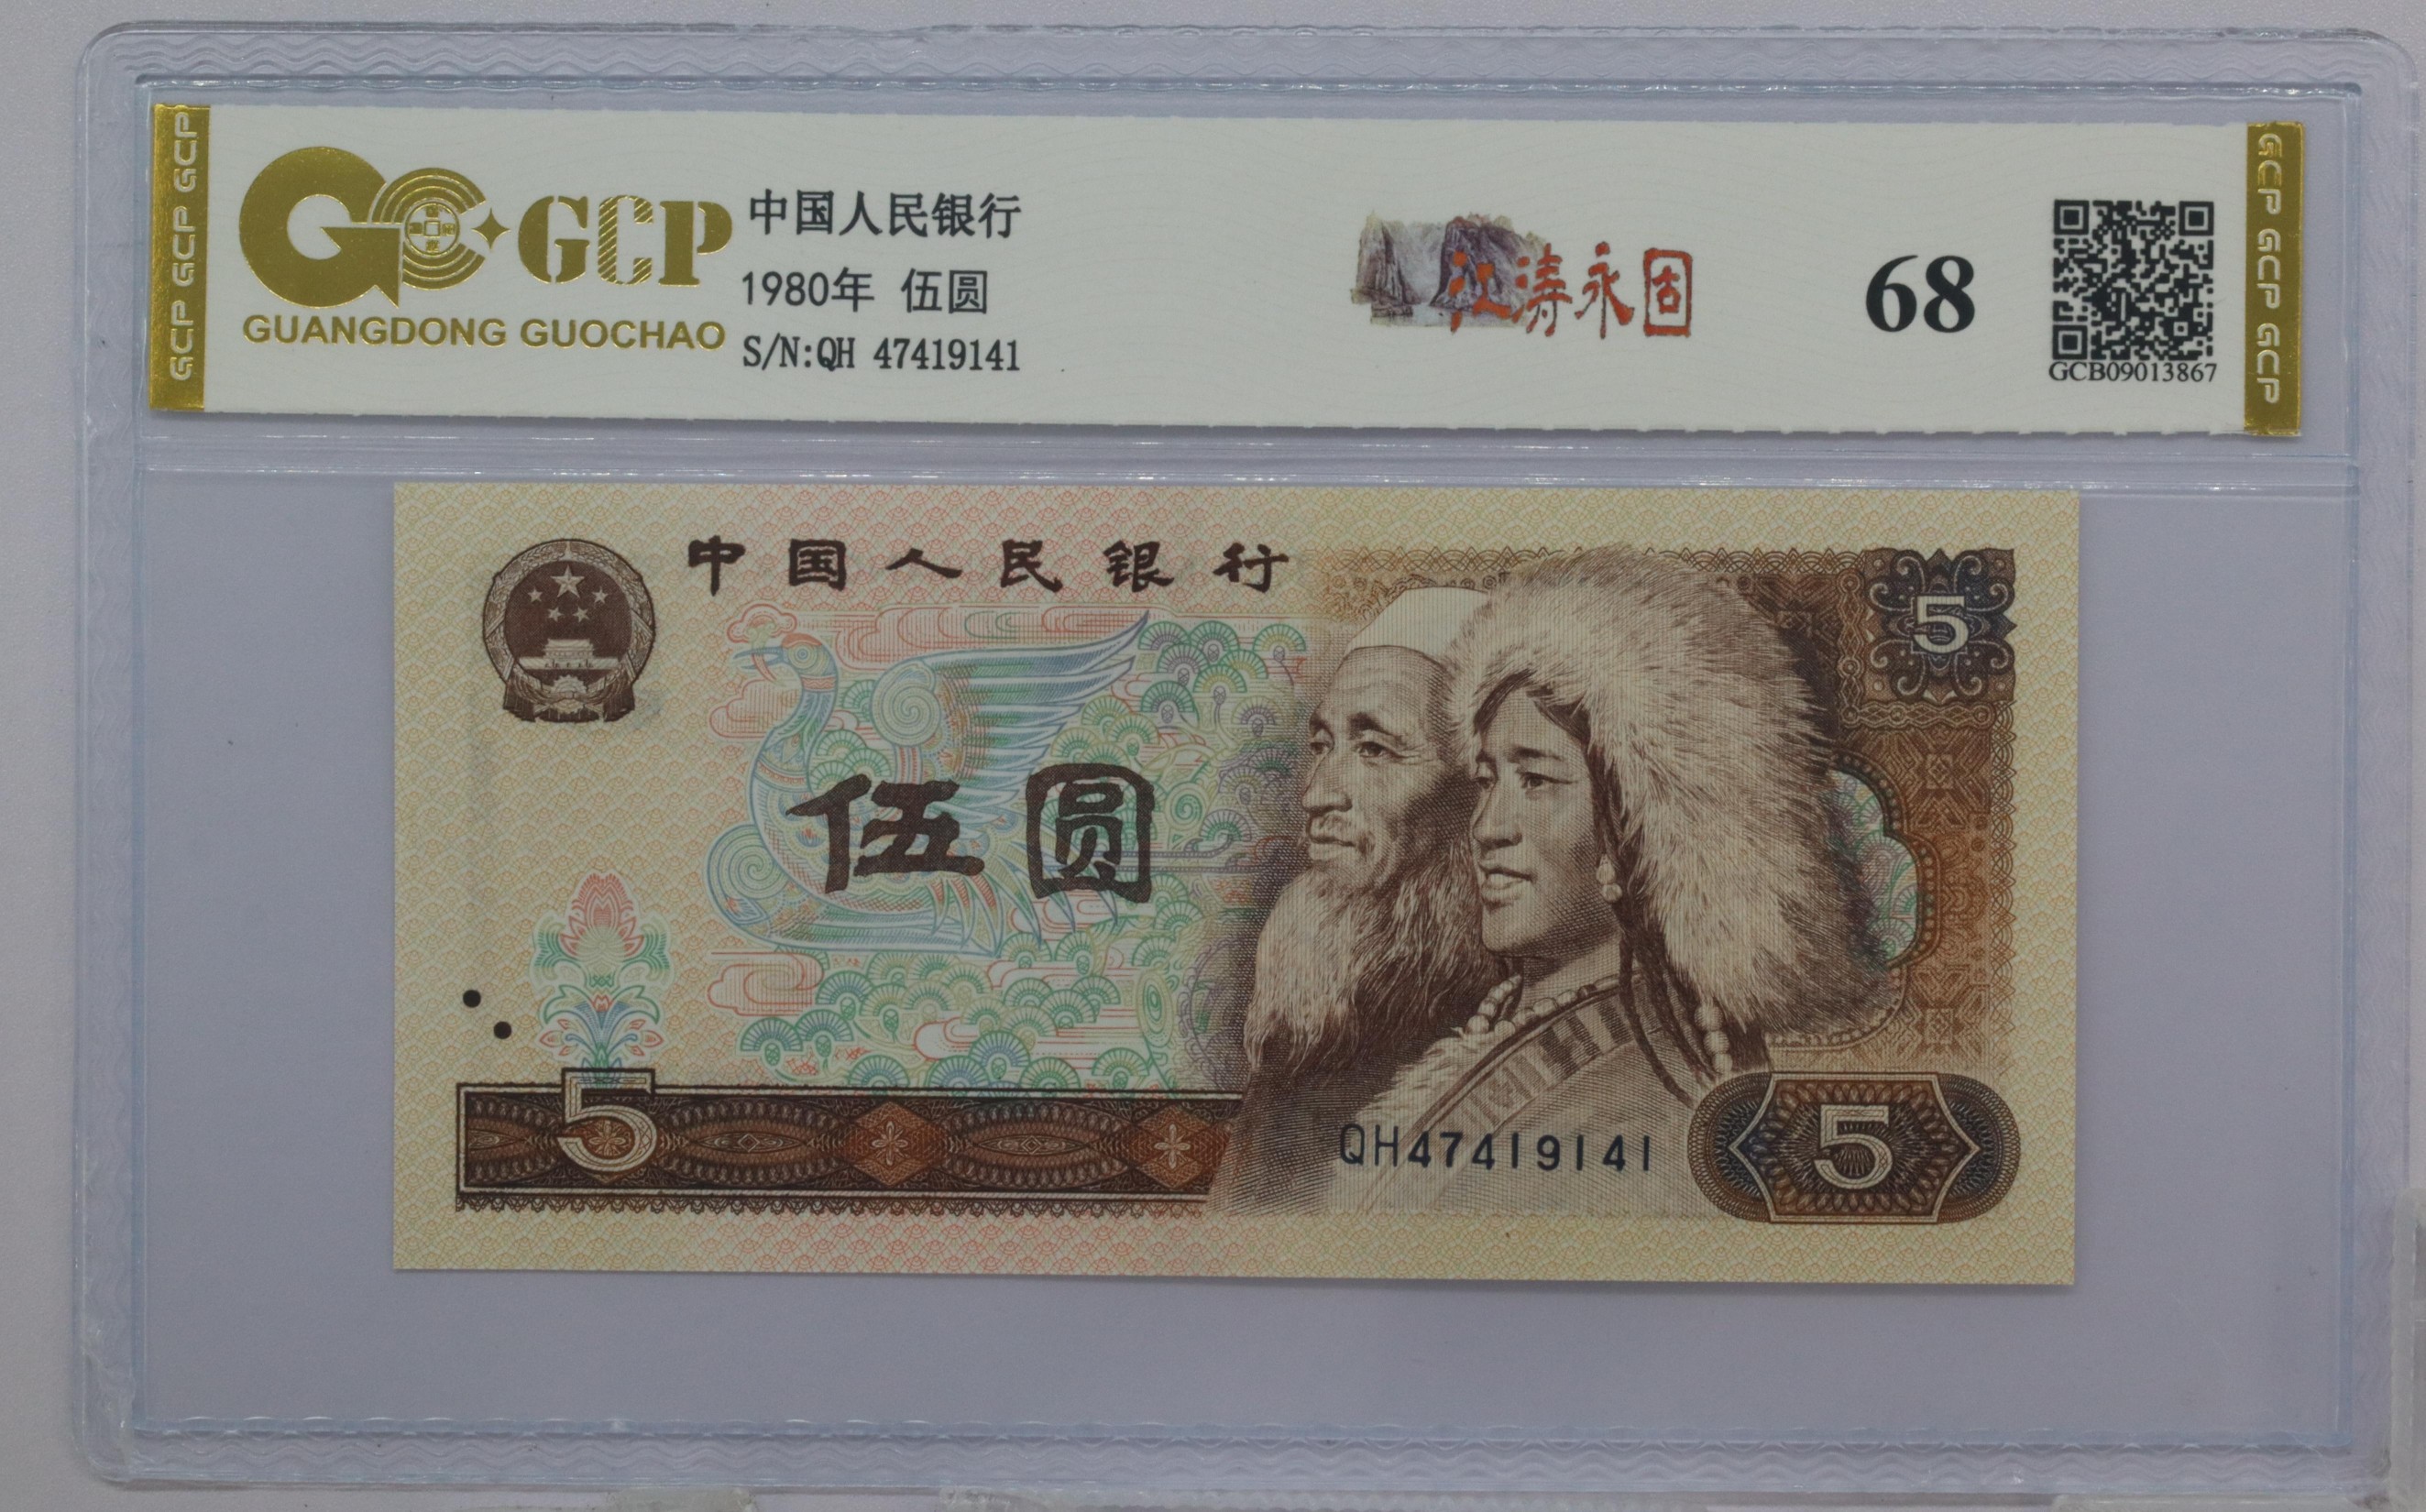 GCP GCP GCP
GCP
GUANGDONG GUOCHAO
中国人民银行
1980年 伍圆
S/N:QH 47419141
江涛永固
68
GCB09013867
GCP GCP GCP
中国人民银行
5
伍圆
5
QH47419141
5